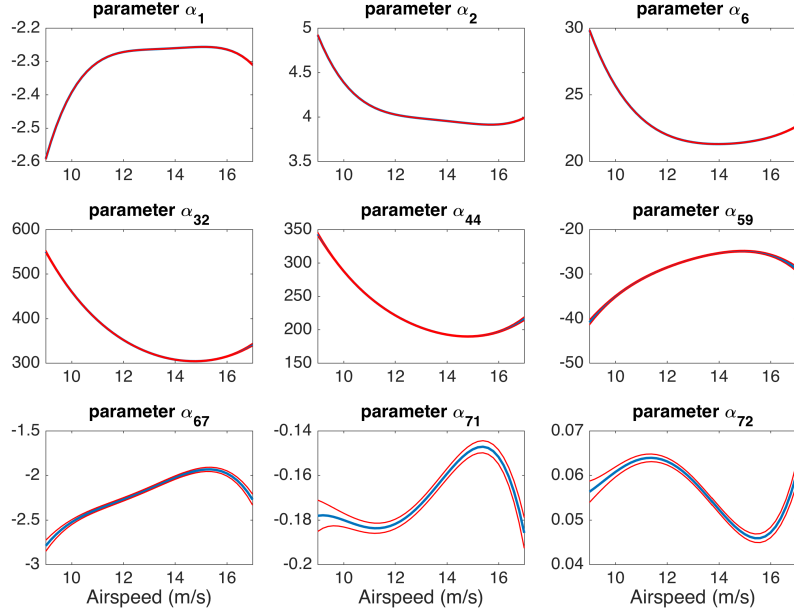 parameter α1
-2
-2.1
-2.2
-2.3
-2.4
-2.5
-2.6
10 12 14 16
parameter α2
5
4.5
4
3.5
10 12 14 16
parameter α6
30
25
20
10 12 14 16
parameter α32
600
500
400
300
10 12 14 16
parameter α44
350
300
250
200
150
10 12 14 16
parameter α59
-20
-30
-40
-50
10 12 14 16
parameter α67
-1.5
-2
-2.5
-3
10 12 14 16
Airspeed (m/s)
parameter α71
-0.14
-0.16
-0.18
-0.2
10 12 14 16
Airspeed (m/s)
parameter α72
0.07
0.06
0.05
0.04
10 12 14 16
Airspeed (m/s)